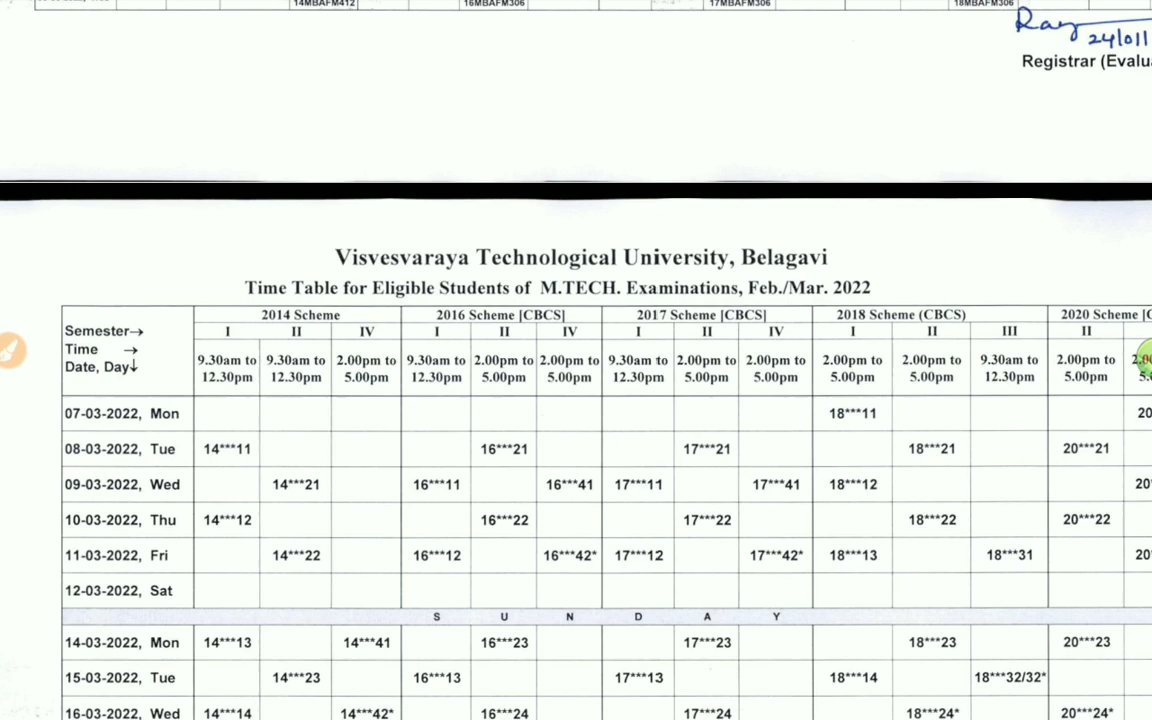 14MBAFM412 16MBAFM306 17MBAFM306 18MBAFM306
24/01/
Registrar (Evalua
Visvesvaraya Technological University, Belagavi
Time Table for Eligible Students of M.TECH. Examinations, Feb./Mar. 2022
2014 Scheme 2016 Scheme [CBCS] 2017 Scheme [CBCS] 2018 Scheme (CBCS) 2020 Scheme [C
Semester→ I II IV I II IV I II IV I II III II
Time →
Date, Day↓
9.30am to 9.30am to 2.00pm to 9.30am to 2.00pm to 2.00pm to 9.30am to 2.00pm to 2.00pm to 2.00pm to 2.00pm to 9.30am to 2.00pm to
12.30pm 12.30pm 5.00pm 12.30pm 5.00pm 5.00pm 12.30pm 5.00pm 5.00pm 5.00pm 5.00pm 12.30pm 5.00pm
07-03-2022, Mon 18***11 20
08-03-2022, Tue 14***11 16***21 17***21 18***21 20***21
09-03-2022, Wed 14***21 16***11 16***41 17***11 17***41 18***12 20*
10-03-2022, Thu 14***12 16***22 17***22 18***22 20***22
11-03-2022, Fri 14***22 16***12 16***42* 17***12 17***42* 18***13 18***31 20*
12-03-2022, Sat
S U N D A Y
14-03-2022, Mon 14***13 14***41 16***23 17***23 18***23 20***23
15-03-2022, Tue 14***23 16***13 17***13 18***14 18***32/32*
16-03-2022, Wed 14***14 14***42* 16***24 17***24 18***24* 20***24*